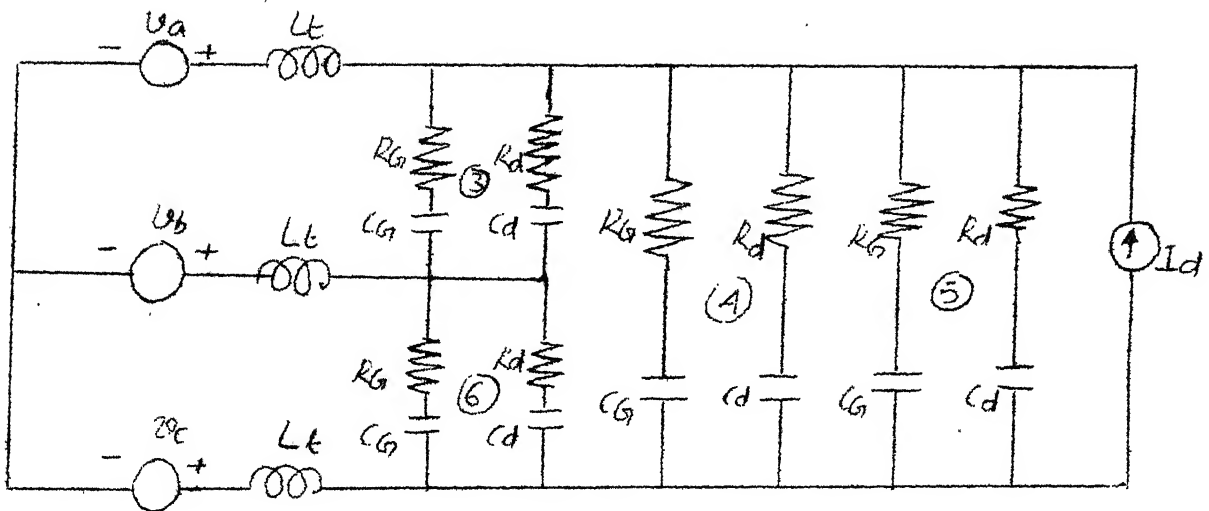 va Lt
− +
RG 3 Rd
CG Cd
RG Rd RG Rd
4 5
Id
vb Lt
− +
RG 6 Rd
CG Cd
CG Cd CG Cd
vc Lt
− +